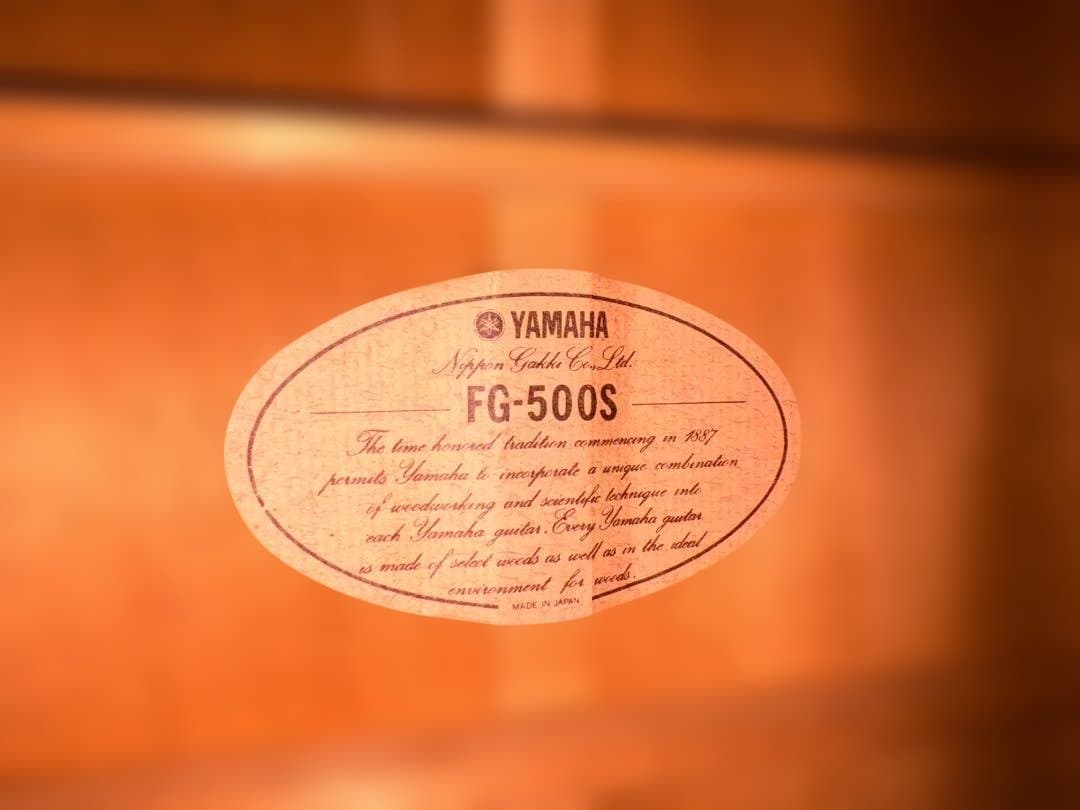 YAMAHA
Nippon Gakki Co., Ltd.
FG-500S
The time honored tradition commencing in 1887
permits Yamaha to incorporate a unique combination
of woodworking and scientific technique into
each Yamaha guitar. Every Yamaha guitar
is made of select woods as well as in the ideal
environment for woods.
MADE IN JAPAN